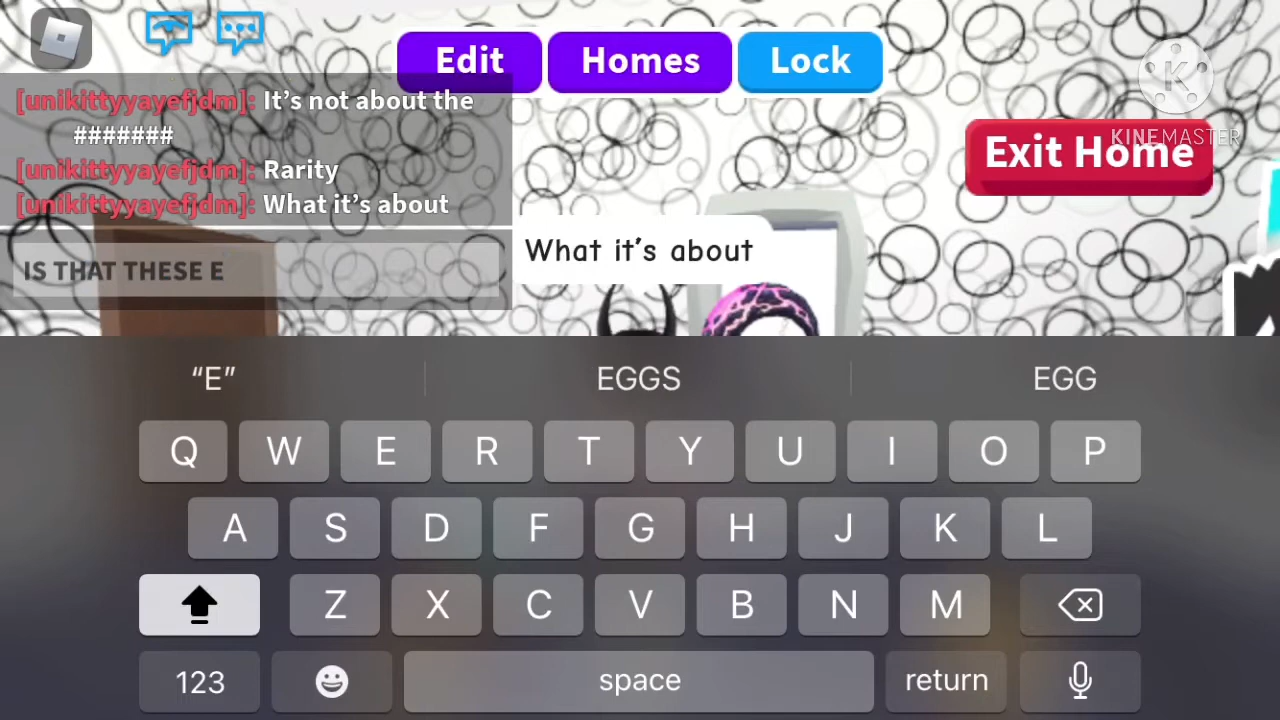 Edit Homes Lock
[unikittyyayefjdm]: It's not about the
#######
[unikittyyayefjdm]: Rarity
[unikittyyayefjdm]: What it's about
IS THAT THESE E
What it's about
K
KINEMASTER
Exit Home
“E” EGGS EGG
Q W E R T Y U I O P
A S D F G H J K L
Z X C V B N M
123 space return